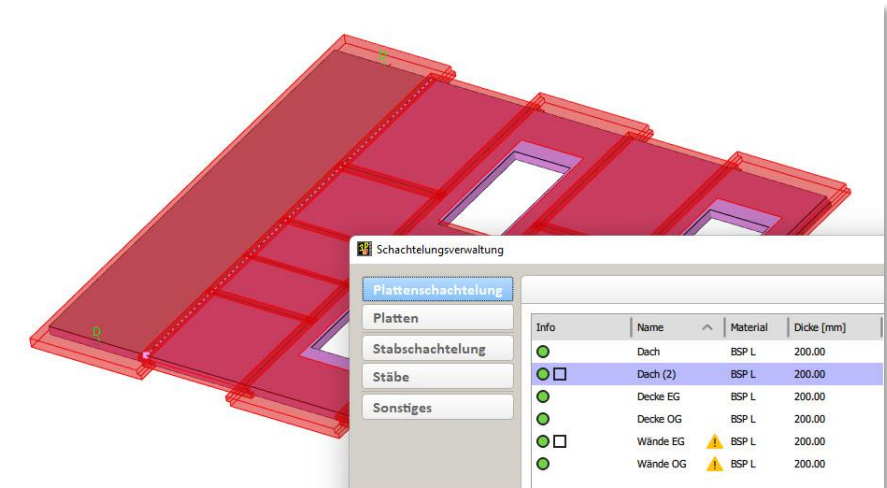 D
D
Schachtelungsverwaltung
Plattenschachtelung
Platten
Stabschachtelung
Stäbe
Sonstiges
Info Name Material Dicke [mm]
Dach BSP L 200.00
Dach (2) BSP L 200.00
Decke EG BSP L 200.00
Decke OG BSP L 200.00
Wände EG BSP L 200.00
Wände OG BSP L 200.00